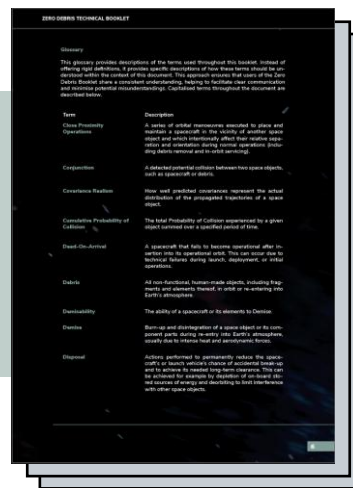 ZERO DEBRIS TECHNICAL BOOKLET
Glossary
This glossary provides descriptions of the terms used throughout this booklet. Instead of
offering rigid definitions, it provides specific descriptions of how these terms should be un-
derstood within the context of this document. This approach ensures that users of the Zero
Debris Booklet share a consistent understanding, helping to facilitate clear communication
and minimise potential misunderstandings. Capitalised terms throughout the document are
described below.
Term Description
Close Proximity A series of orbital manoeuvres executed to place and
Operations maintain a spacecraft in the vicinity of another space
object and which intentionally affect their relative sepa-
ration and orientation during normal operations (inclu-
ding debris removal and in-orbit servicing).
Conjunction A detected potential collision between two space objects,
such as spacecraft or debris.
Covariance Realism How well predicted covariances represent the actual
distribution of the propagated trajectories of a space
object.
Cumulative Probability of The total Probability of Collision experienced by a given
Collision object summed over a specified period of time.
Dead-On-Arrival A spacecraft that fails to become operational after in-
sertion into its operational orbit. This can occur due to
technical failures during launch, deployment, or initial
operations.
Debris All non-functional, human-made objects, including frag-
ments and elements thereof, in orbit or re-entering into
Earth's atmosphere.
Demisability The ability of a spacecraft or its elements to Demise.
Demise Burn-up and disintegration of a space object or its com-
ponent parts during re-entry into Earth's atmosphere,
usually due to intense heat and aerodynamic forces.
Disposal Actions performed to permanently reduce the space-
craft's or launch vehicle's chance of accidental break-up
and to achieve its needed long-term clearance. This can
be achieved for example by depletion of on-board sto-
red sources of energy and deorbiting to limit interference
with other space objects.